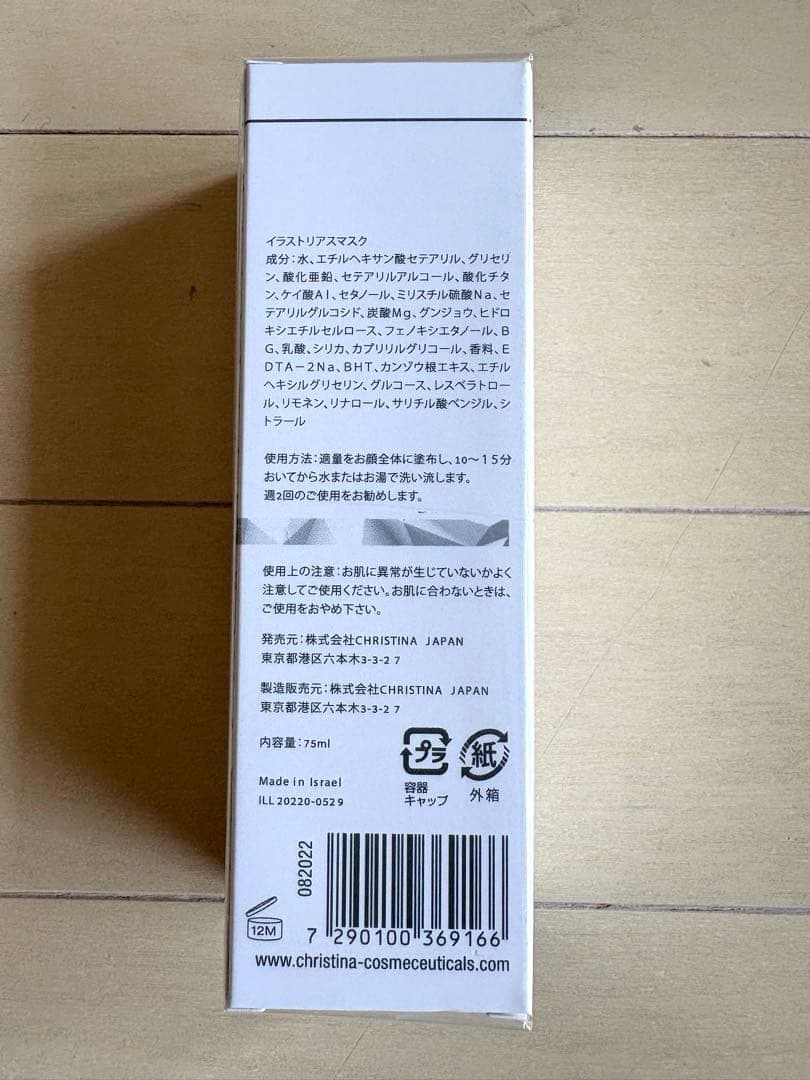 イラストリアスマスク
成分:水、エチルヘキサン酸セテアリル、グリセリ
ン、酸化亜鉛、セテアリルアルコール、酸化チタ
ン、ケイ酸Al、セタノール、ミリスチル硫酸Na、セ
テアリルグルコシド、炭酸Mg、グンジョウ、ヒドロ
キシエチルセルロース、フェノキシエタノール、B
G、乳酸、シリカ、カプリリルグリコール、香料、E
DTA-2Na、BHT、カンゾウ根エキス、エチル
ヘキシルグリセリン、グルコース、レスベラトロー
ル、リモネン、リナロール、サリチル酸ベンジル、シ
トラール
使用方法:適量をお顔全体に塗布し、10〜15分
おいてから水またはお湯で洗い流します。
週2回のご使用をお勧めします。
使用上の注意:お肌に異常が生じていないかよく
注意してご使用ください。お肌に合わないときは、
ご使用をおやめ下さい。
発売元:株式会社CHRISTINA JAPAN
東京都港区六本木3-3-2 7
製造販売元:株式会社CHRISTINA JAPAN
東京都港区六本木3-3-2 7
内容量:75ml
プラ
容器
キャップ
紙
外箱
Made in Israel
ILL 20220-0529
082022
12M
7 290100 369166
www.christina-cosmeceuticals.com